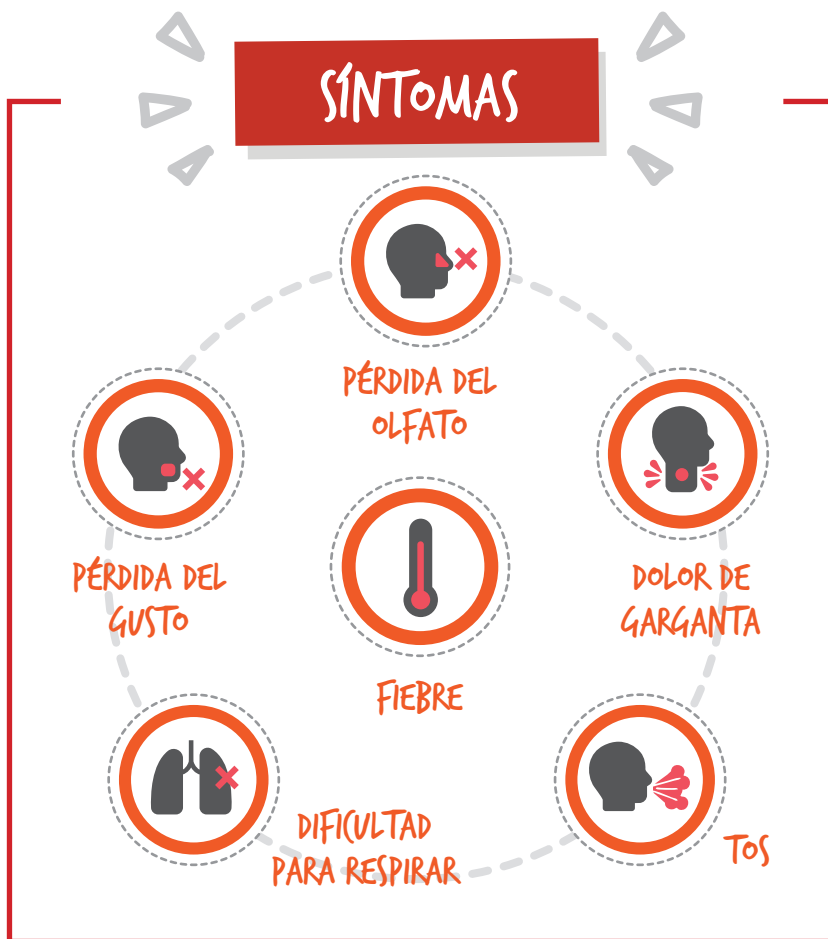 SÍNTOMAS
PÉRDIDA DEL
OLFATO
PÉRDIDA DEL
GUSTO
DOLOR DE
GARGANTA
FIEBRE
DIFICULTAD
PARA RESPIRAR
TOS